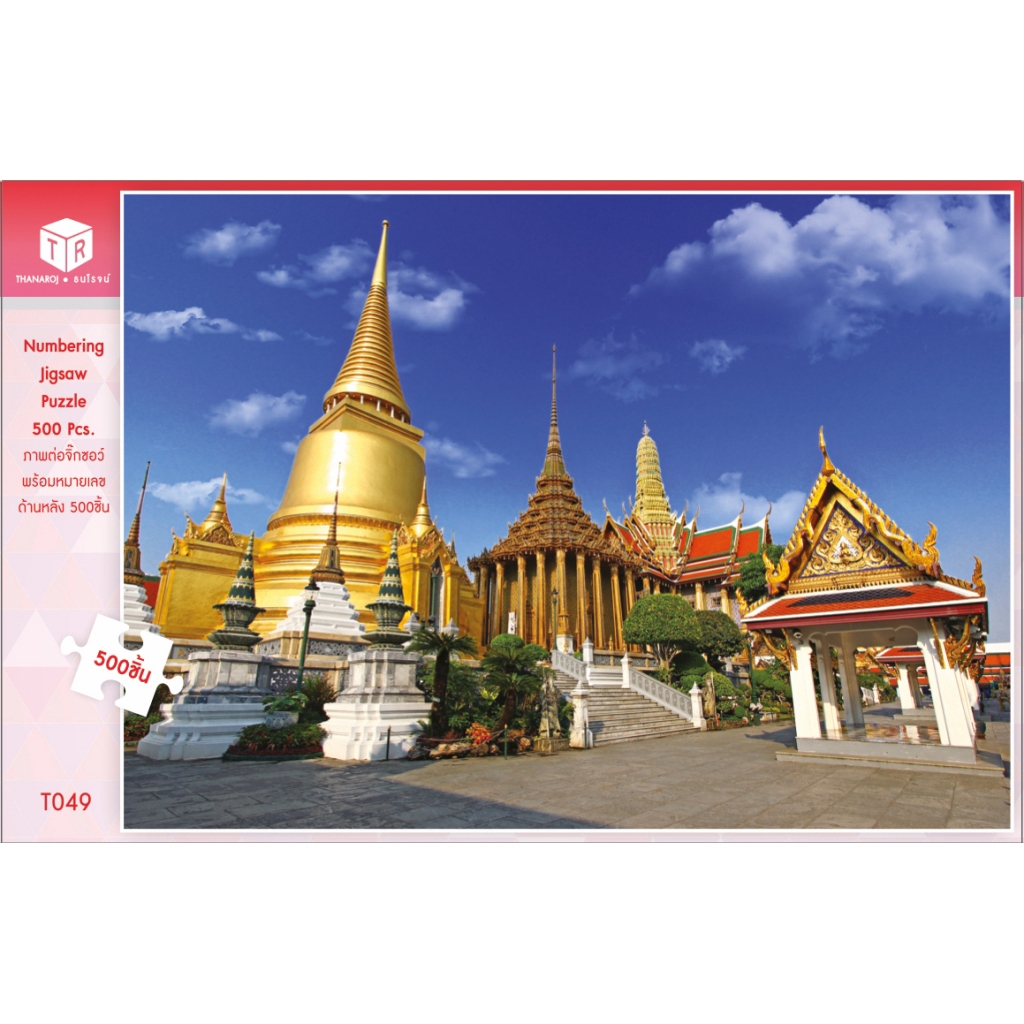 TR
THANAROJ ● ธนโรจน์
Numbering
Jigsaw
Puzzle
500 Pcs.
ภาพต่อจิ๊กซอว์
พร้อมหมายเลข
ด้านหลัง 500ชิ้น
500ชิ้น
T049